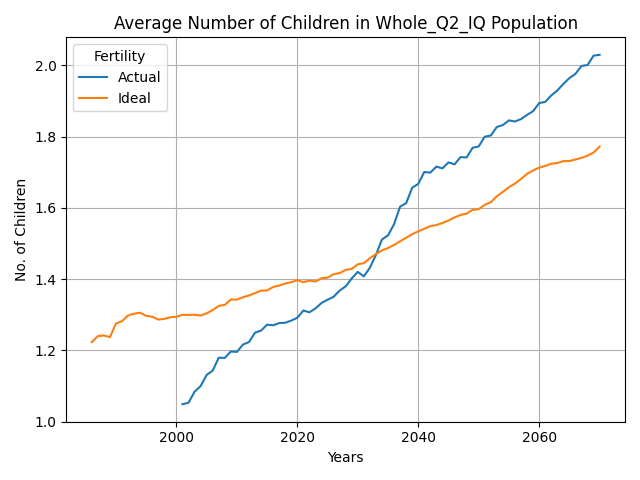 Average Number of Children in Whole_Q2_IQ Population
Fertility
Actual
Ideal
No. of Children
2.0
1.8
1.6
1.4
1.2
1.0
2000
2020
2040
2060
Years